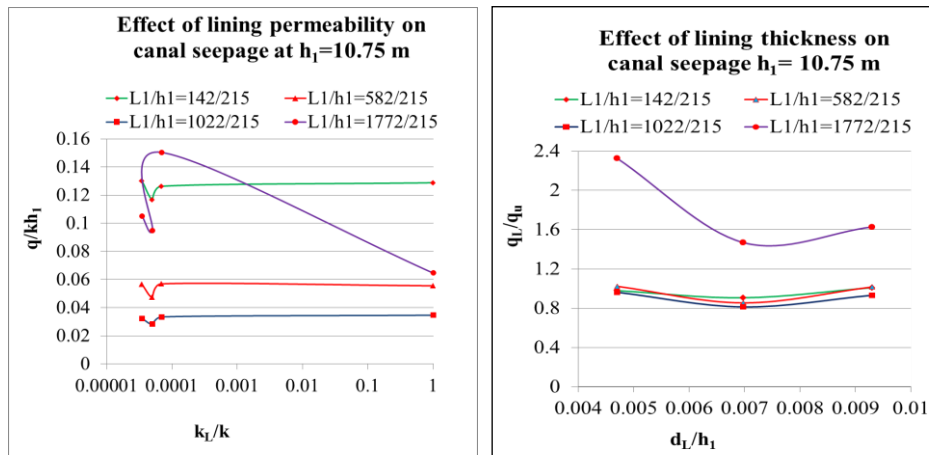 Effect of lining permeability on
canal seepage at h₁=10.75 m
L1/h1=142/215 L1/h1=582/215
L1/h1=1022/215 L1/h1=1772/215
0.16
0.14
0.12
0.1
0.08
0.06
0.04
0.02
0
q/kh₁
0.00001 0.0001 0.001 0.01 0.1 1
k_L/k
Effect of lining thickness on
canal seepage h₁= 10.75 m
L1/h1=142/215 L1/h1=582/215
L1/h1=1022/215 L1/h1=1772/215
2.4
2
1.6
1.2
0.8
0.4
0
q_L/q_u
0.004 0.005 0.006 0.007 0.008 0.009 0.01
d_L/h₁